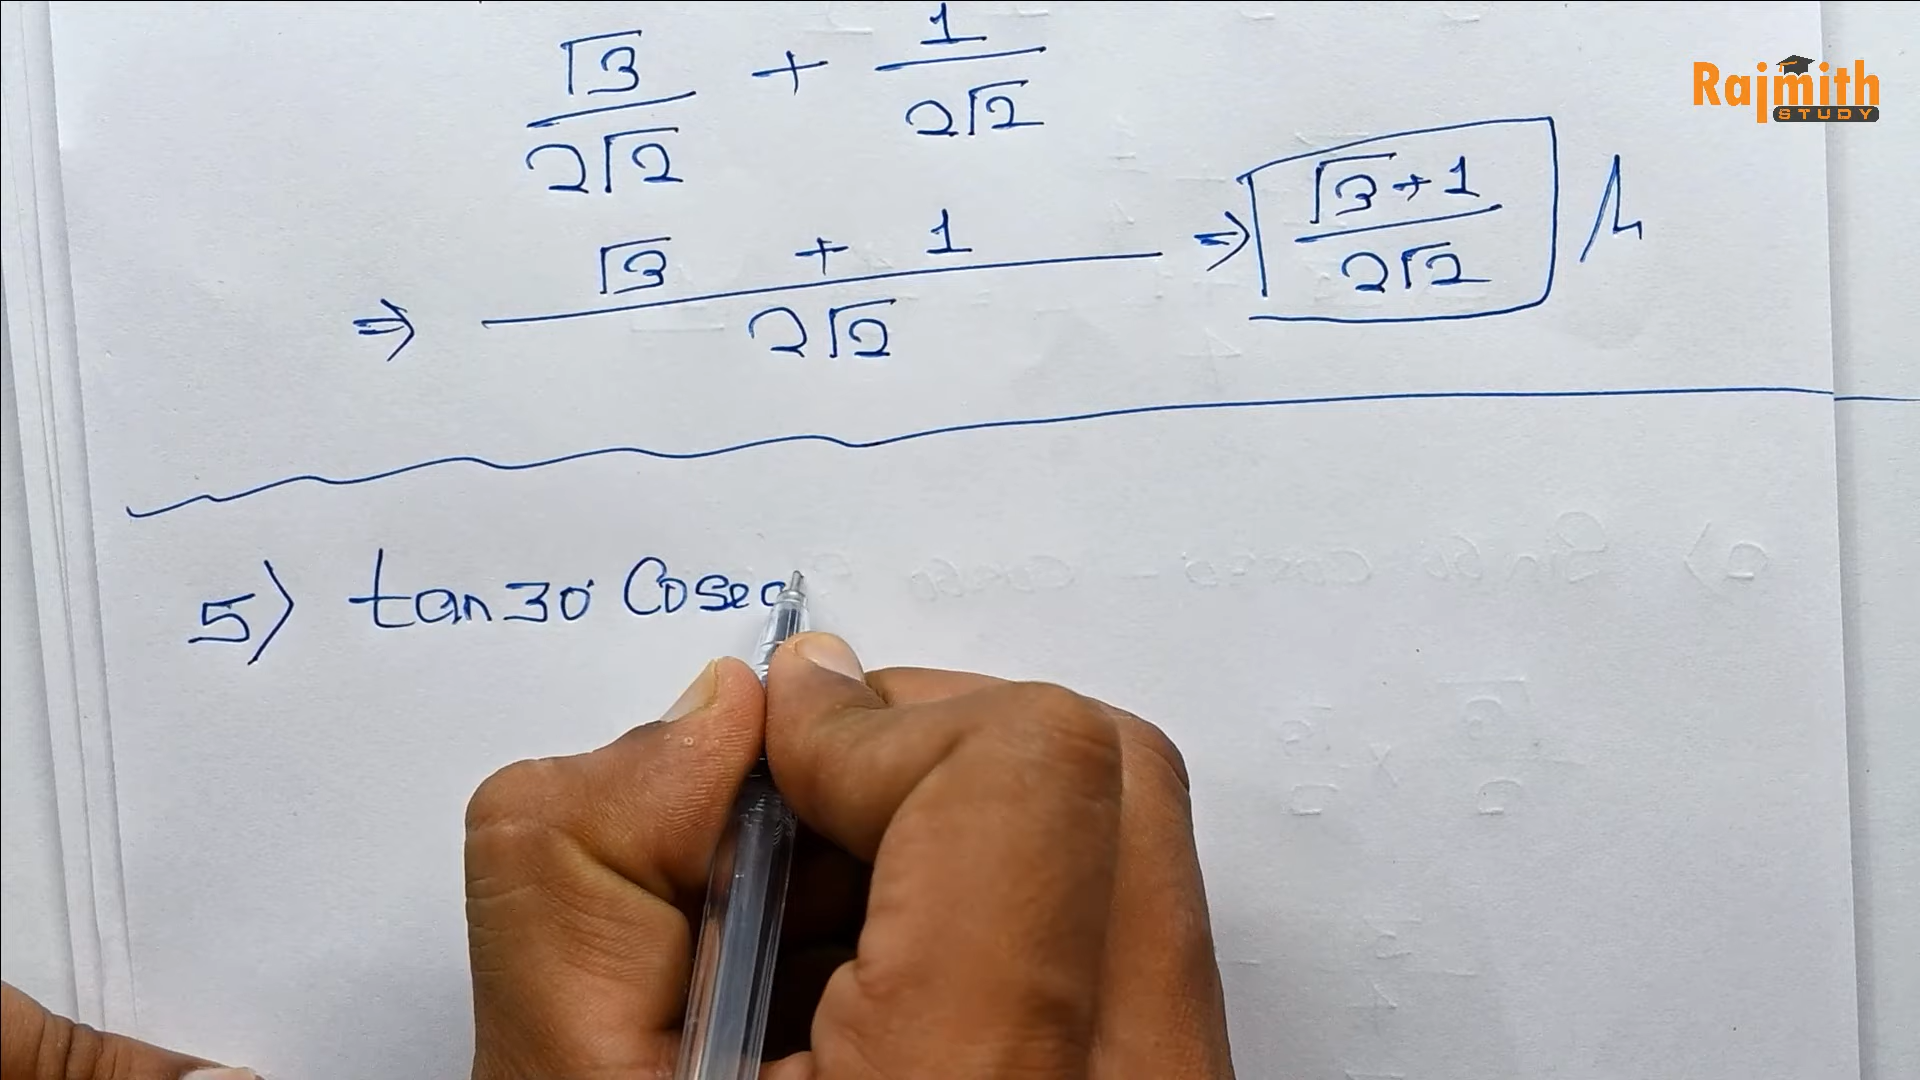 √3/2√2 + 1/2√2
⇒ √3 + 1/2√2 ⇒ √3+1/2√2
5) tan30° Cosec
Rajmith
STUDY